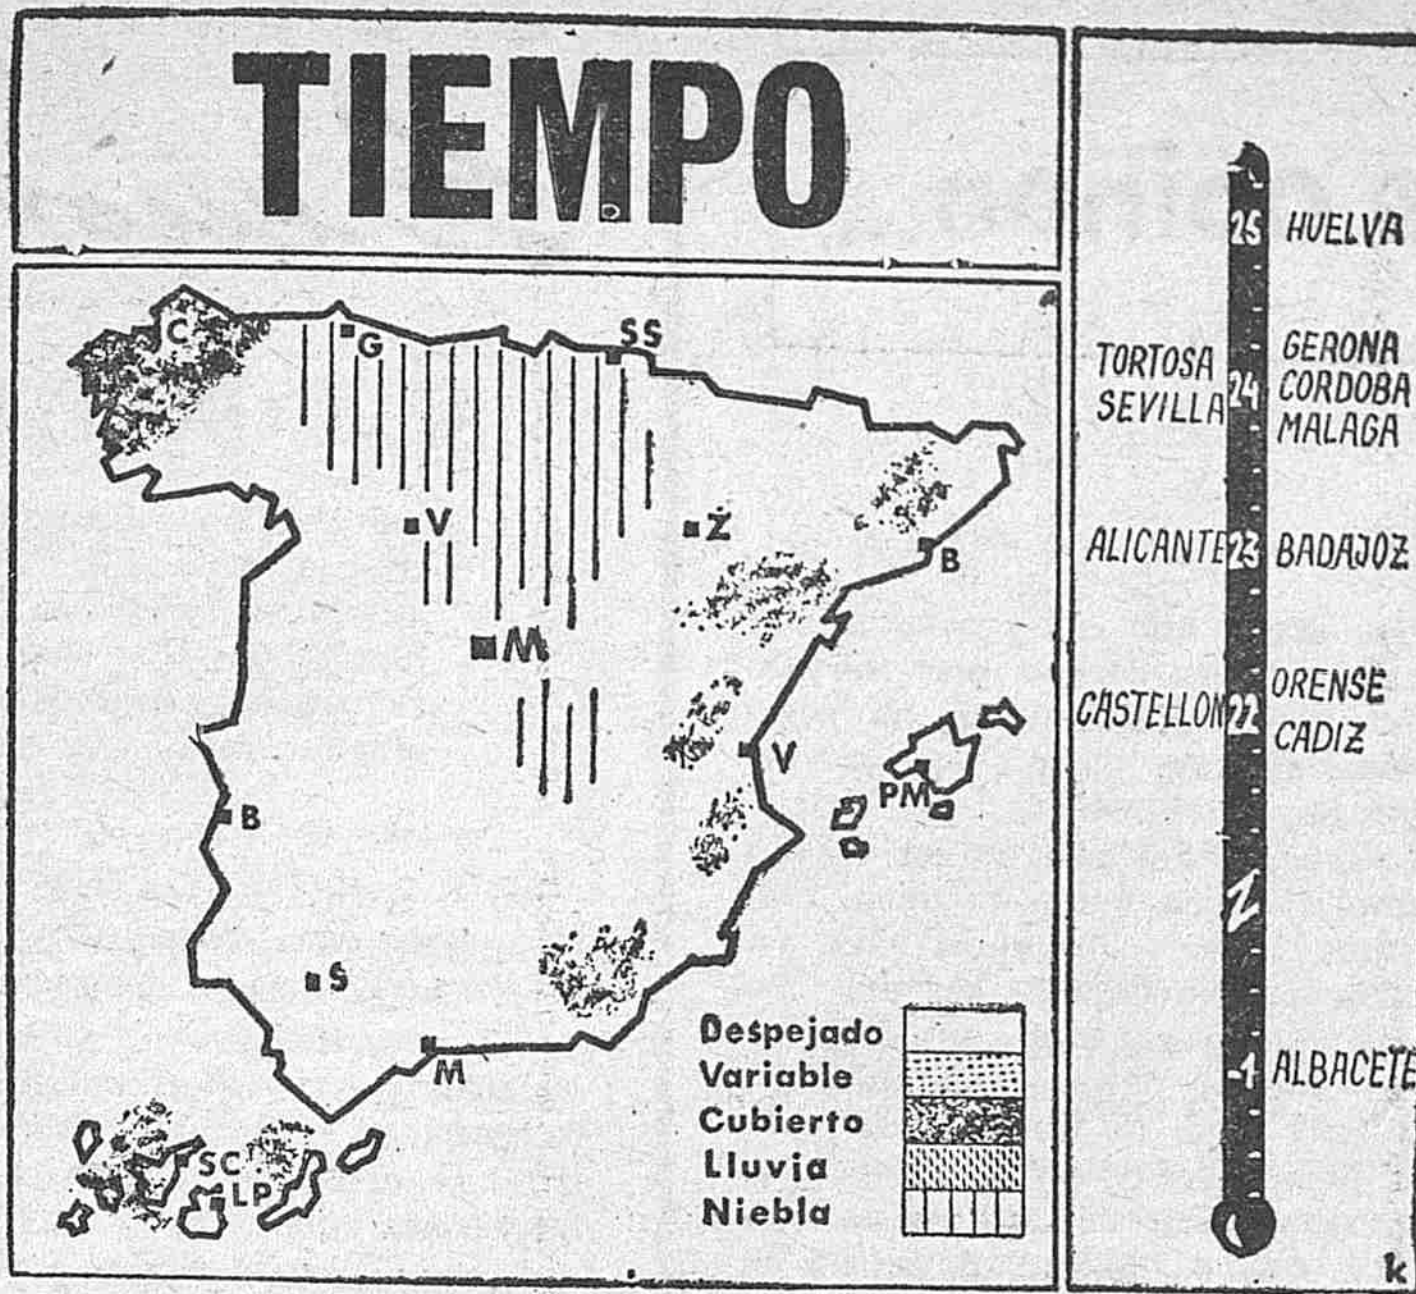 TIEMPO
C
G
SS
V
Z
B
M
V
PM
B
S
M
SC
LP
Despejado
Variable
Cubierto
Lluvia
Niebla
25 HUELVA
TORTOSA
SEVILLA
24
GERONA
CORDOBA
MALAGA
ALICANTE 23 BADAJOZ
CASTELLON 22
ORENSE
CADIZ
-1 ALBACETE
k